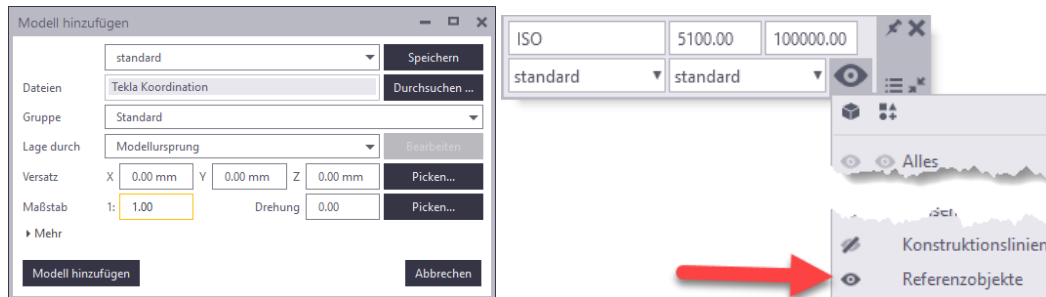 Modell hinzufügen
standard
Speichern
Dateien
Tekla Koordination
Durchsuchen ...
Gruppe
Standard
Lage durch
Modellursprung
Bearbeiten
Versatz
X 0.00 mm Y 0.00 mm Z 0.00 mm
Picken...
Maßstab
1: 1.00
Drehung 0.00
Picken...
Mehr
Modell hinzufügen
Abbrechen
ISO
5100.00
100000.00
standard
standard
Alles
Konstruktionslinien
Referenzobjekte